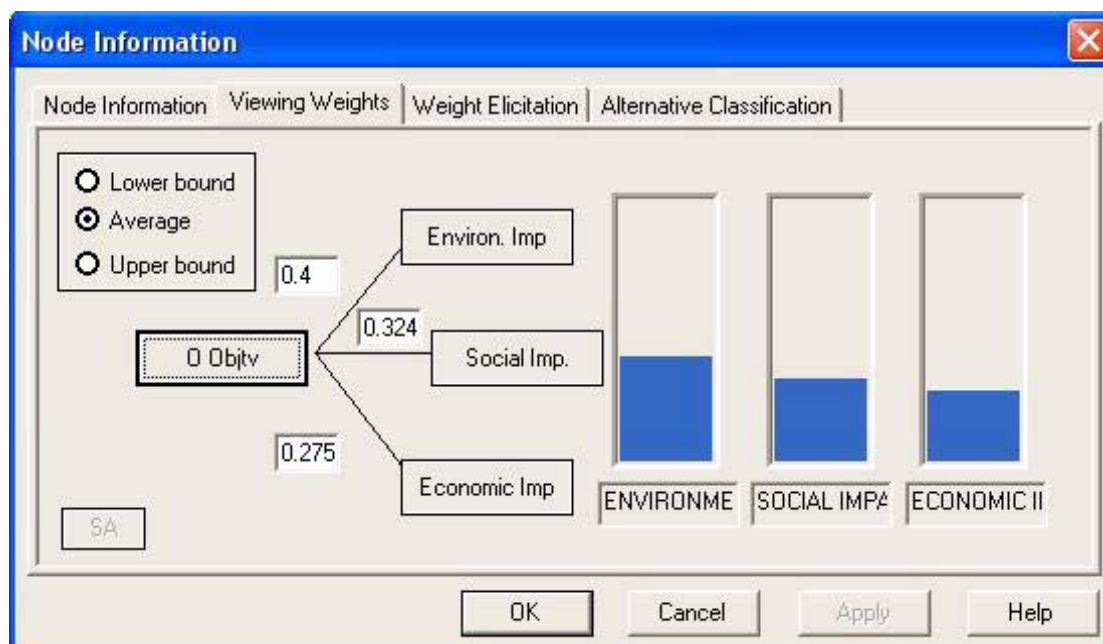 Node Information
Node Information Viewing Weights Weight Elicitation Alternative Classification
Lower bound
Average
Upper bound
0.4
Environ. Imp
0.324
O Objtv
Social Imp.
0.275
Economic Imp
ENVIRONME
SOCIAL IMPA
ECONOMIC II
SA
OK Cancel Apply Help